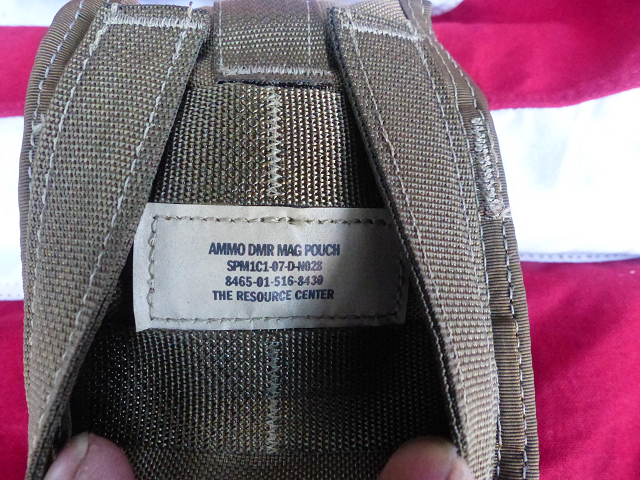 AMMO DMR MAG POUCH
SPM1C1-07-D-N028
8465-01-516-8430
THE RESOURCE CENTER